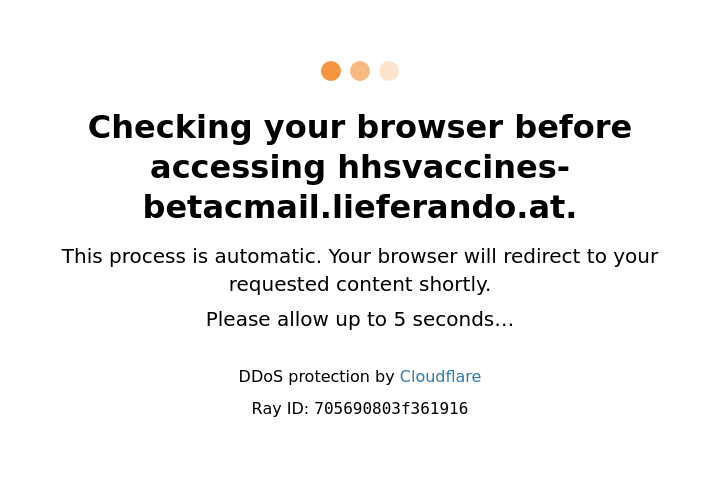 Checking your browser before
accessing hhsvaccines-
betacmail.lieferando.at.
This process is automatic. Your browser will redirect to your
requested content shortly.
Please allow up to 5 seconds…
DDoS protection by Cloudflare
Ray ID: 705690803f361916